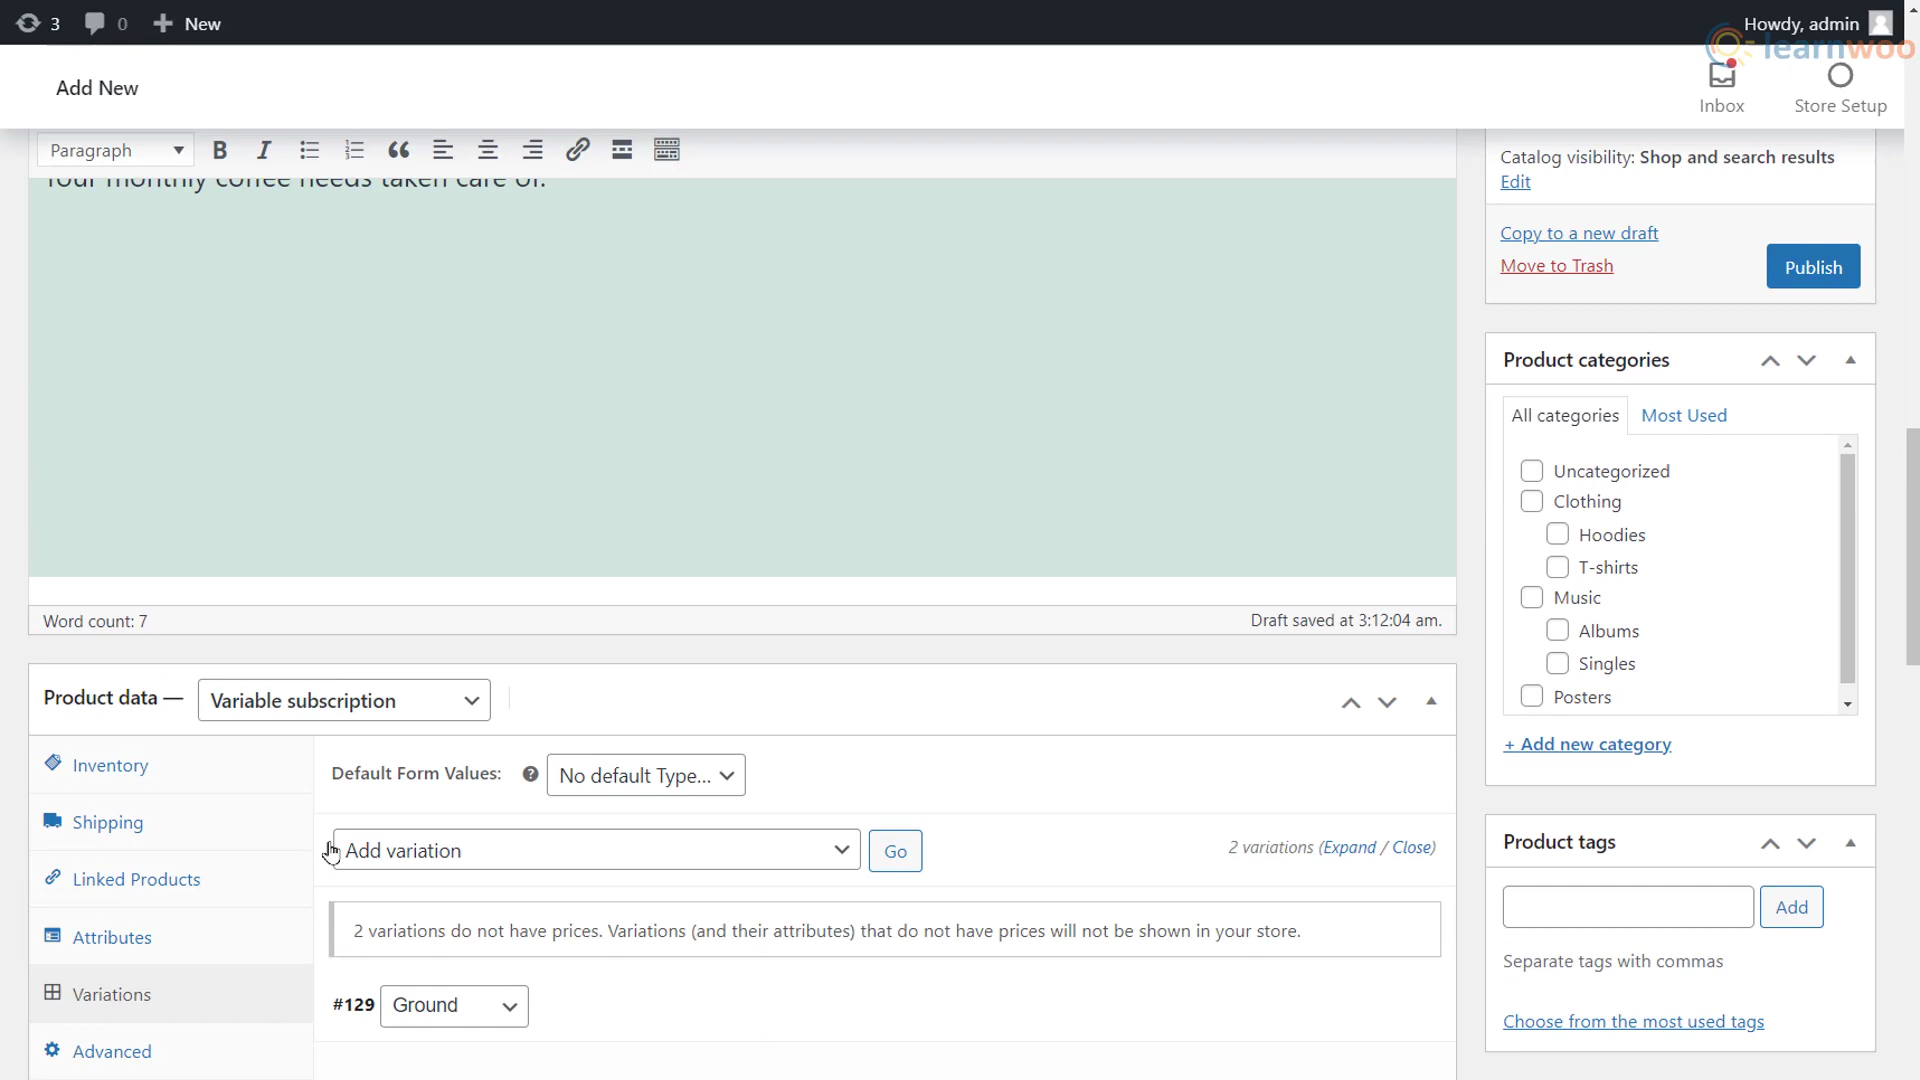 3 0 New Howdy, admin
learnwoo
Add New
Inbox Store Setup
Paragraph
Your monthly coffee needs taken care of.
Word count: 7 Draft saved at 3:12:04 am.
Product data — Variable subscription
Inventory
Shipping
Linked Products
Attributes
Variations
Advanced
Default Form Values: No default Type...
Add variation Go 2 variations (Expand / Close)
2 variations do not have prices. Variations (and their attributes) that do not have prices will not be shown in your store.
#129 Ground
Catalog visibility: Shop and search results
Edit
Copy to a new draft
Move to Trash
Publish
Product categories
All categories Most Used
Uncategorized
Clothing
Hoodies
T-shirts
Music
Albums
Singles
Posters
+ Add new category
Product tags
Add
Separate tags with commas
Choose from the most used tags